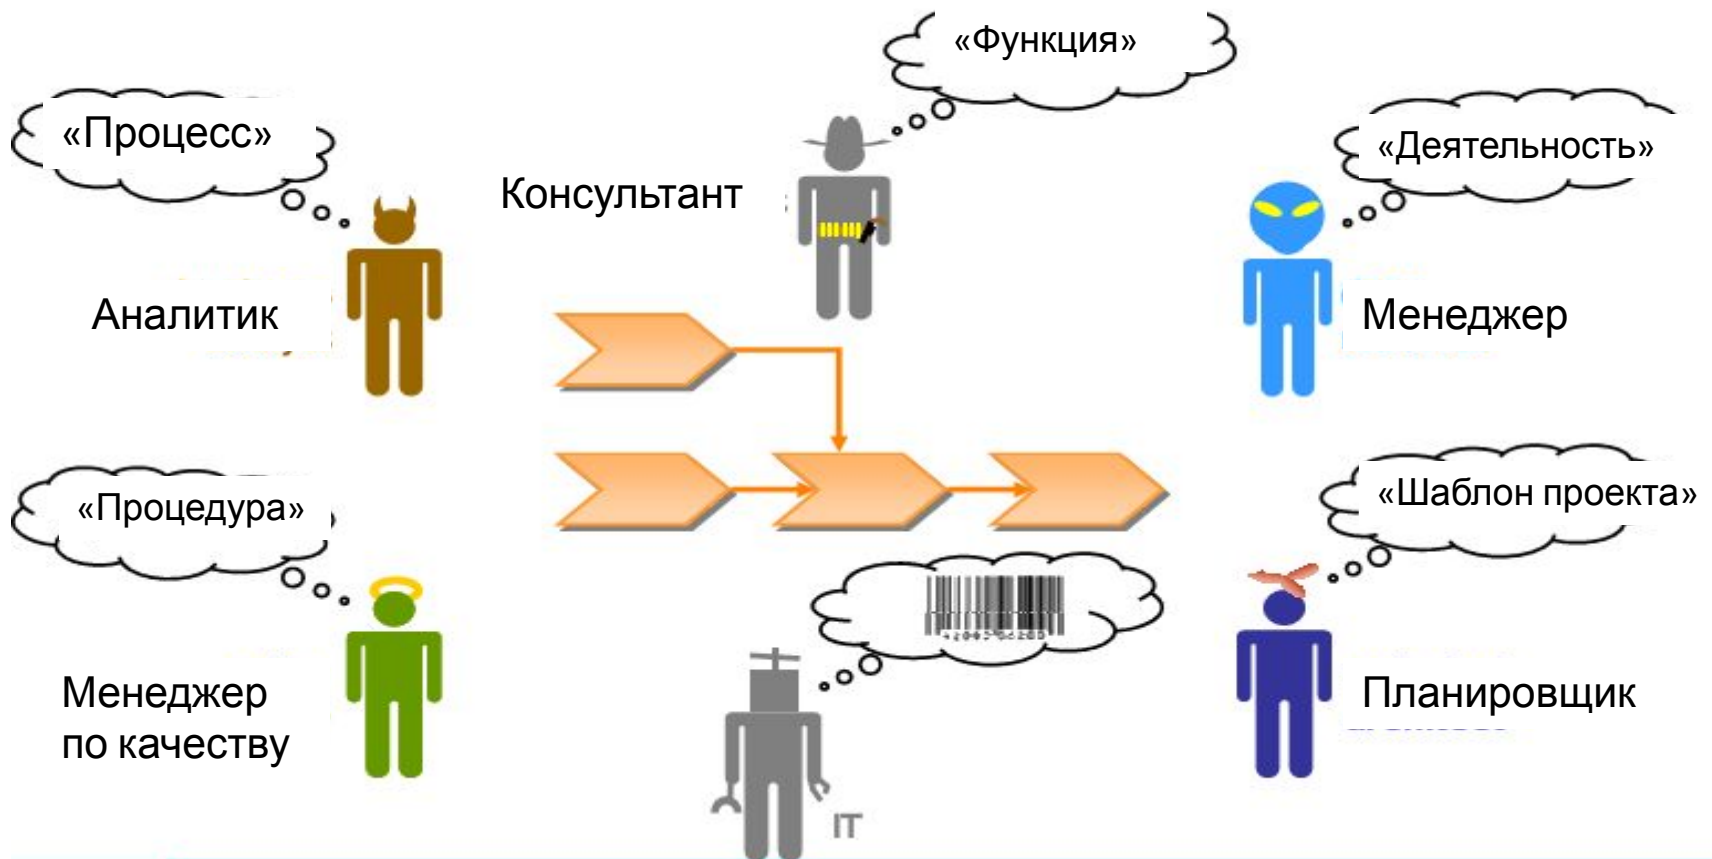 «Функция»
«Процесс»
«Деятельность»
Консультант
Аналитик
Менеджер
«Процедура»
«Шаблон проекта»
Менеджер
по качеству
Планировщик
IT